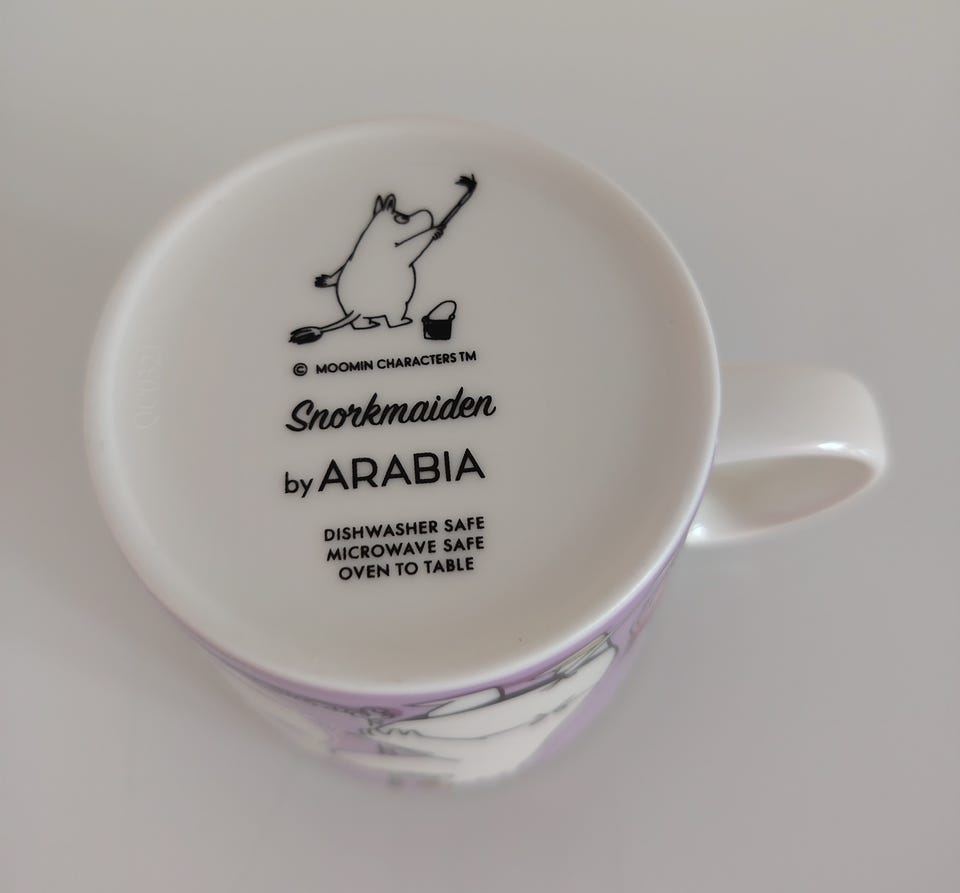 © MOOMIN CHARACTERS TM
Snorkmaiden
by ARABIA
DISHWASHER SAFE
MICROWAVE SAFE
OVEN TO TABLE